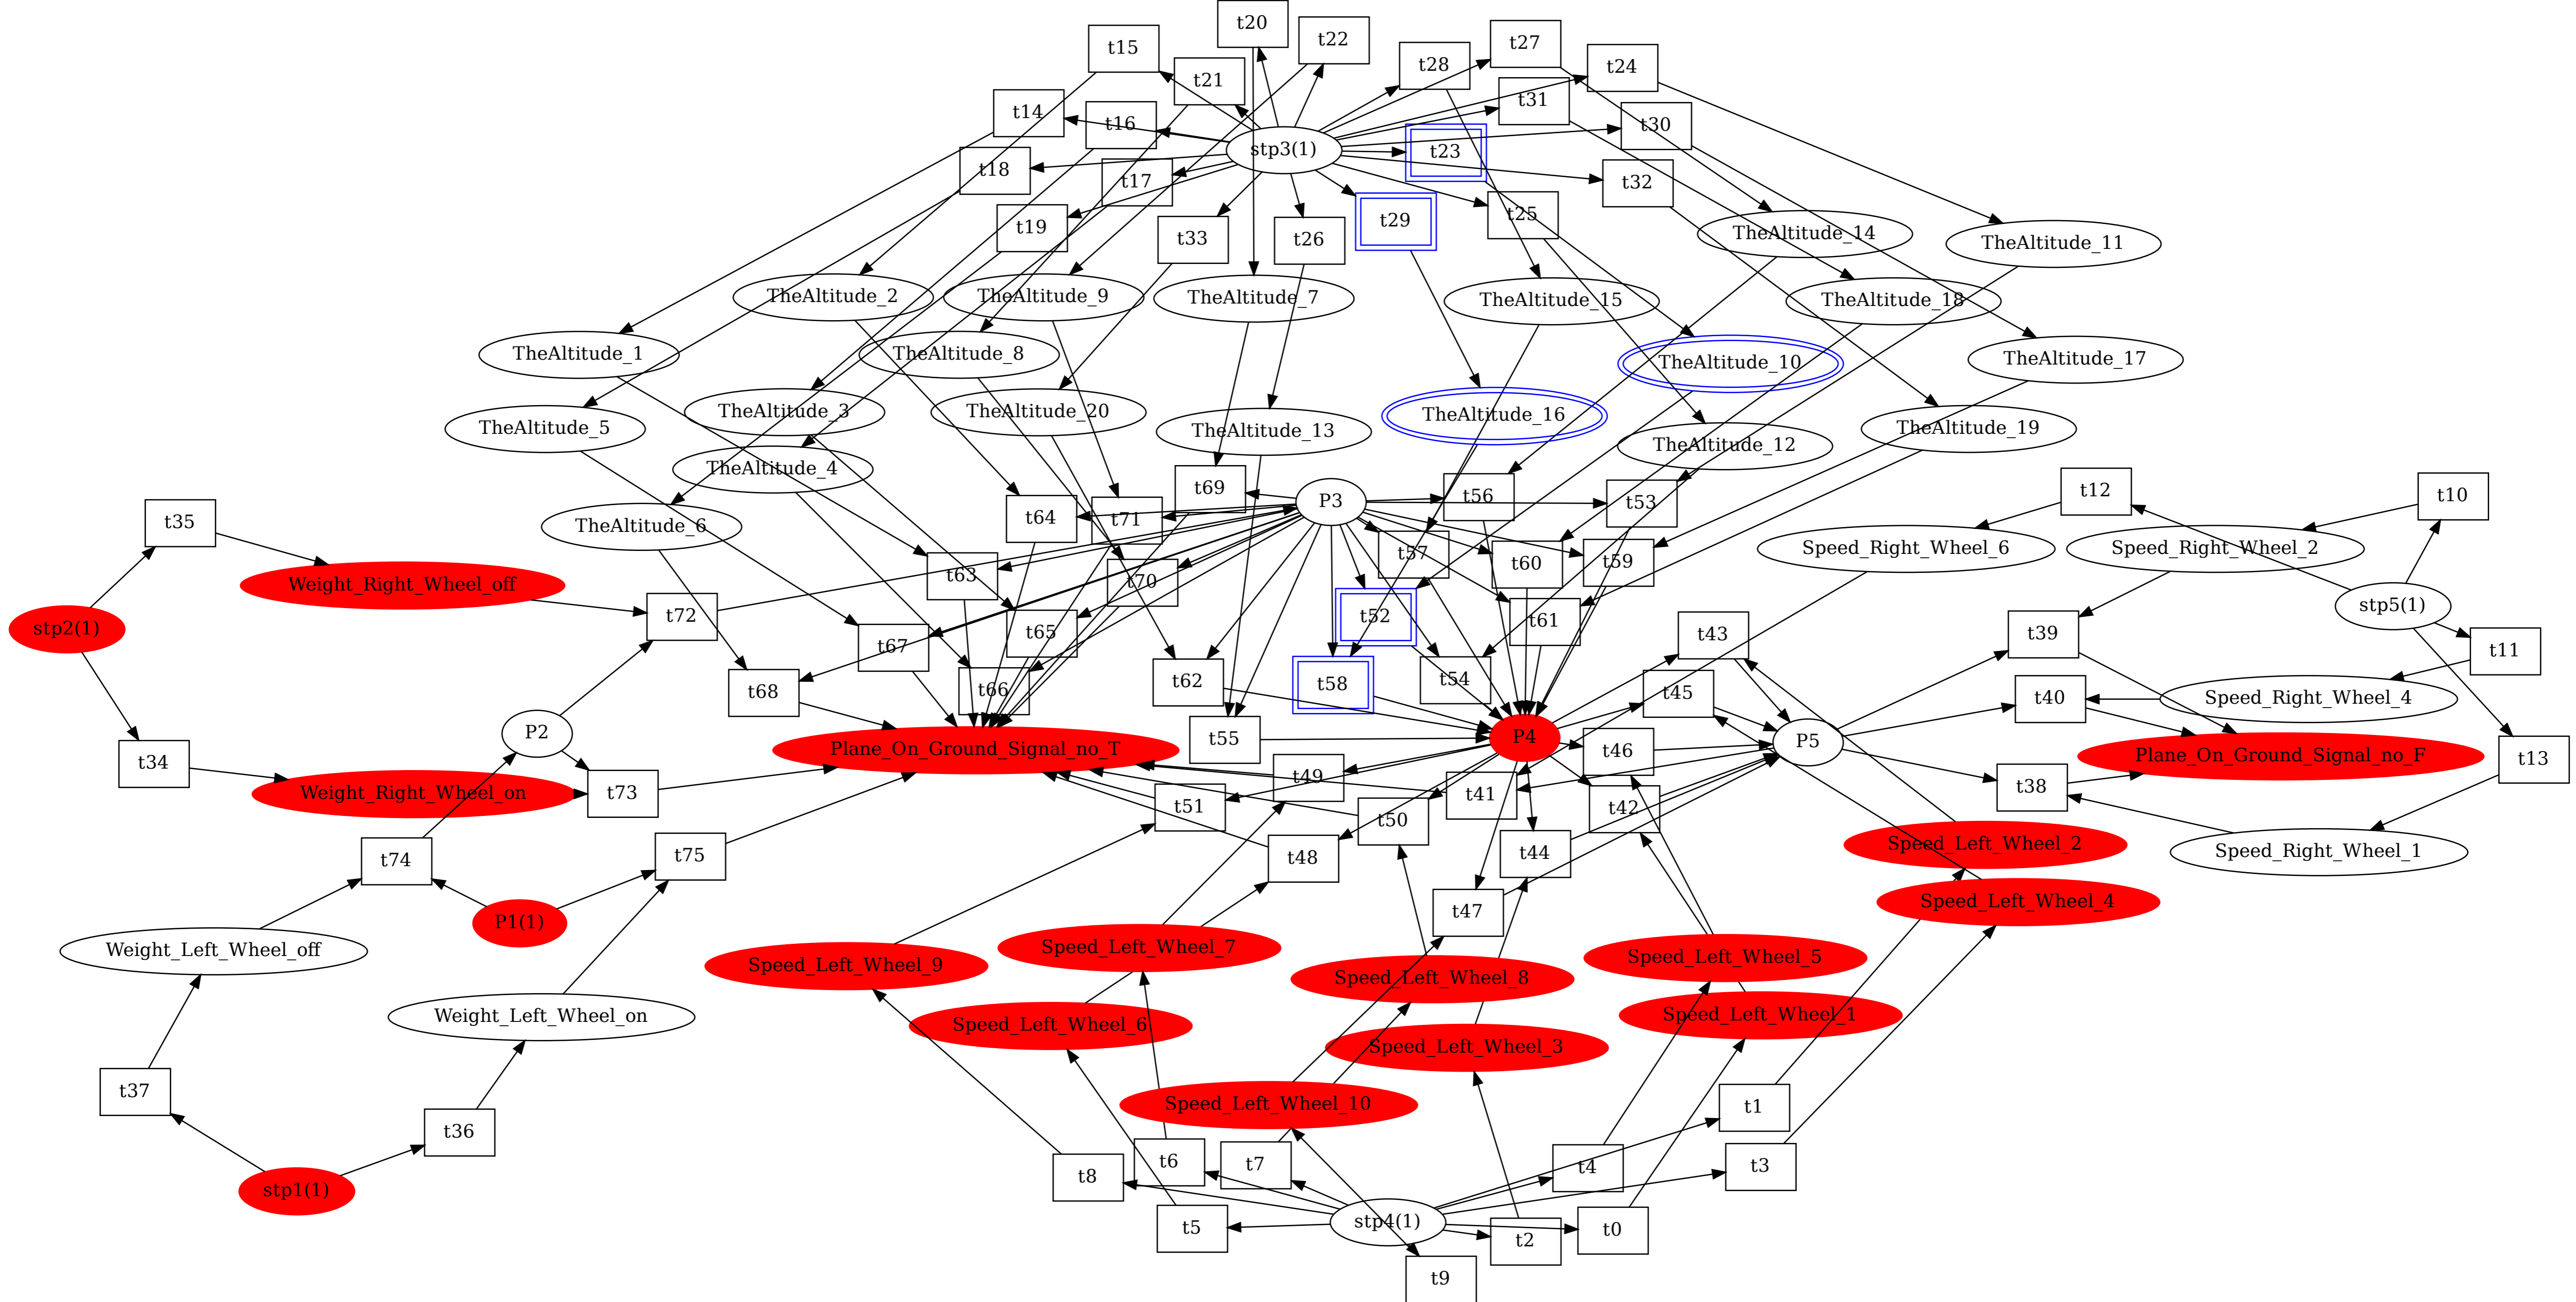 t20
t22
t15
t27
t28
t24
t21
t31
t14
t16
t30
stp3(1)
t23
t18
t17
t32
t29
t25
t19
t33
t26
TheAltitude_14
TheAltitude_11
TheAltitude_2
TheAltitude_9
TheAltitude_7
TheAltitude_15
TheAltitude_18
TheAltitude_1
TheAltitude_8
TheAltitude_10
TheAltitude_17
TheAltitude_3
TheAltitude_20
TheAltitude_16
TheAltitude_5
TheAltitude_13
TheAltitude_19
TheAltitude_12
TheAltitude_4
t69
P3
t56
t53
t12
t10
t35
TheAltitude_6
t64
t71
t57
t60
t59
Speed_Right_Wheel_6
Speed_Right_Wheel_2
Weight_Right_Wheel_off
t63
t70
stp5(1)
stp2(1)
t72
t67
t65
t52
t61
t43
t39
t11
t68
t66
t62
t58
t54
t45
t40
Speed_Right_Wheel_4
P2
t55
P4
t46
P5
Plane_On_Ground_Signal_no_T
Plane_On_Ground_Signal_no_F
t34
t49
t13
Weight_Right_Wheel_on
t73
t51
t41
t42
t38
t50
t74
t75
t48
t44
Speed_Left_Wheel_2
Speed_Right_Wheel_1
P1(1)
t47
Speed_Left_Wheel_4
Weight_Left_Wheel_off
Speed_Left_Wheel_9
Speed_Left_Wheel_7
Speed_Left_Wheel_8
Speed_Left_Wheel_5
Weight_Left_Wheel_on
Speed_Left_Wheel_6
Speed_Left_Wheel_3
Speed_Left_Wheel_1
t37
Speed_Left_Wheel_10
t1
t36
stp1(1)
t8
t6
t7
t4
t3
t5
stp4(1)
t2
t0
t9